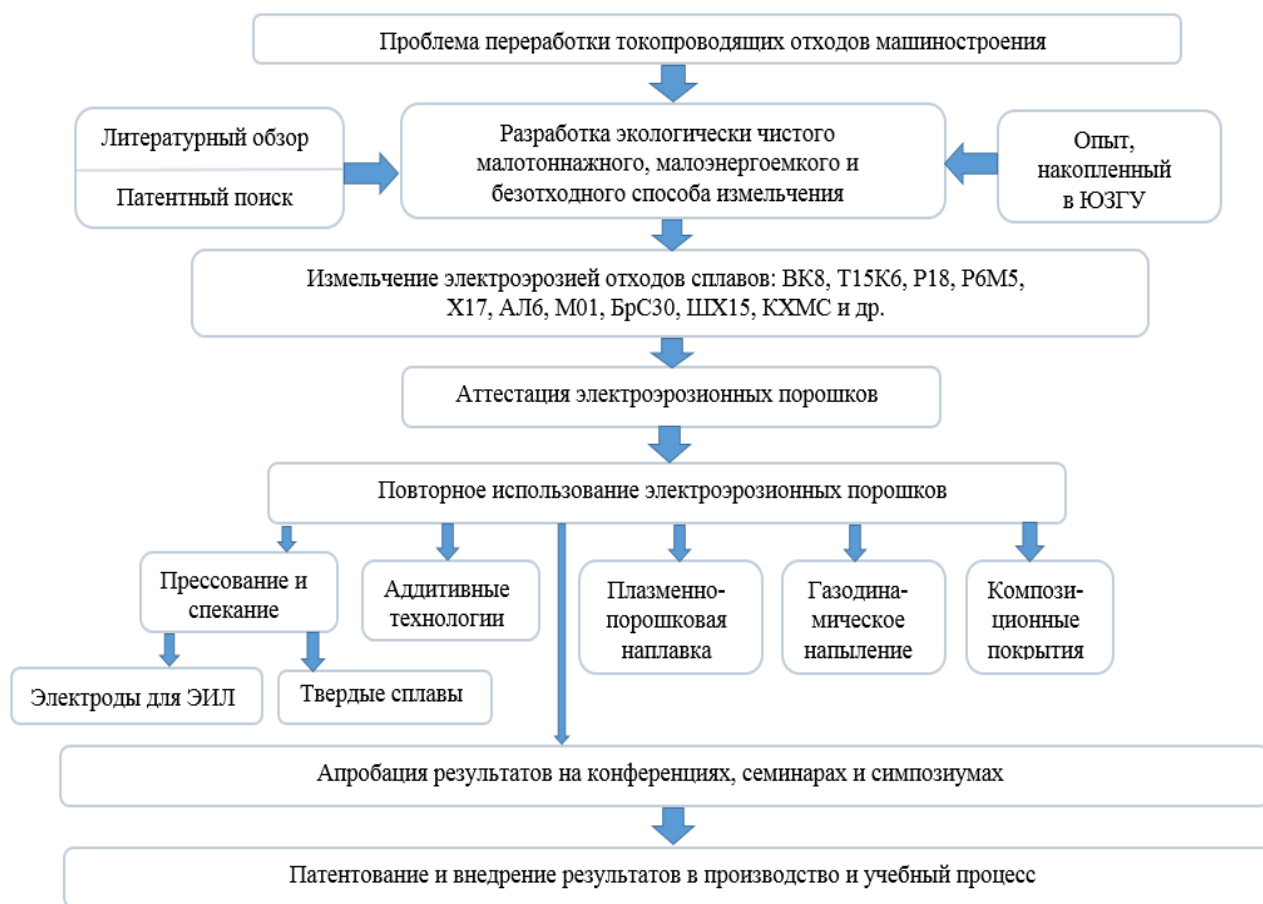 Проблема переработки токопроводящих отходов машиностроения
Литературный обзор
Патентный поиск
Разработка экологически чистого
малотоннажного, малоэнергоемкого и
безотходного способа измельчения
Опыт,
накопленный
в ЮЗГУ
Измельчение электроэрозией отходов сплавов: ВК8, Т15К6, Р18, Р6М5,
Х17, АЛ6, М01, БрС30, ШХ15, КХМС и др.
Аттестация электроэрозионных порошков
Повторное использование электроэрозионных порошков
Прессование и
спекание
Аддитивные
технологии
Плазменно-
порошковая
наплавка
Газодина-
мическое
напыление
Компози-
ционные
покрытия
Электроды для ЭИЛ
Твердые сплавы
Апробация результатов на конференциях, семинарах и симпозиумах
Патентование и внедрение результатов в производство и учебный процесс